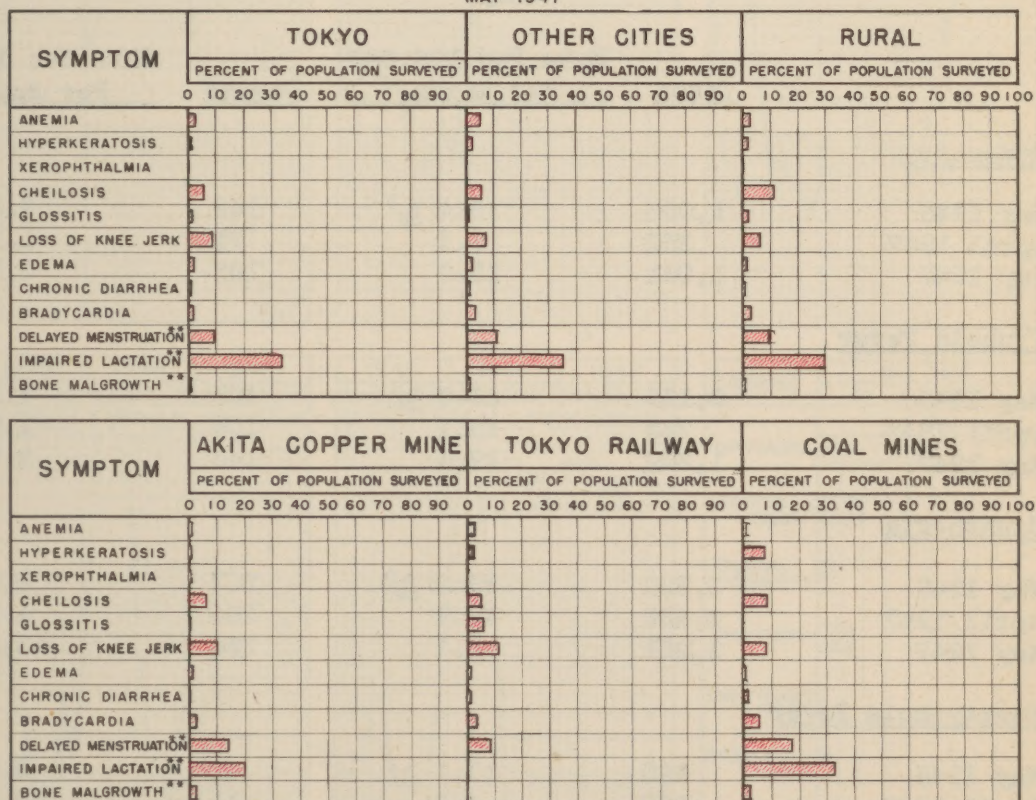 MAY 1947
SYMPTOM
TOKYO OTHER CITIES RURAL
PERCENT OF POPULATION SURVEYED PERCENT OF POPULATION SURVEYED PERCENT OF POPULATION SURVEYED
0 10 20 30 40 50 60 70 80 90 0 10 20 30 40 50 60 70 80 90 0 10 20 30 40 50 60 70 80 90 100
ANEMIA
HYPERKERATOSIS
XEROPHTHALMIA
CHEILOSIS
GLOSSITIS
LOSS OF KNEE JERK
EDEMA
CHRONIC DIARRHEA
BRADYCARDIA
DELAYED MENSTRUATION**
IMPAIRED LACTATION**
BONE MALGROWTH**
SYMPTOM
AKITA COPPER MINE TOKYO RAILWAY COAL MINES
PERCENT OF POPULATION SURVEYED PERCENT OF POPULATION SURVEYED PERCENT OF POPULATION SURVEYED
0 10 20 30 40 50 60 70 80 90 0 10 20 30 40 50 60 70 80 90 0 10 20 30 40 50 60 70 80 90 100
ANEMIA
HYPERKERATOSIS
XEROPHTHALMIA
CHEILOSIS
GLOSSITIS
LOSS OF KNEE JERK
EDEMA
CHRONIC DIARRHEA
BRADYCARDIA
DELAYED MENSTRUATION**
IMPAIRED LACTATION**
BONE MALGROWTH**